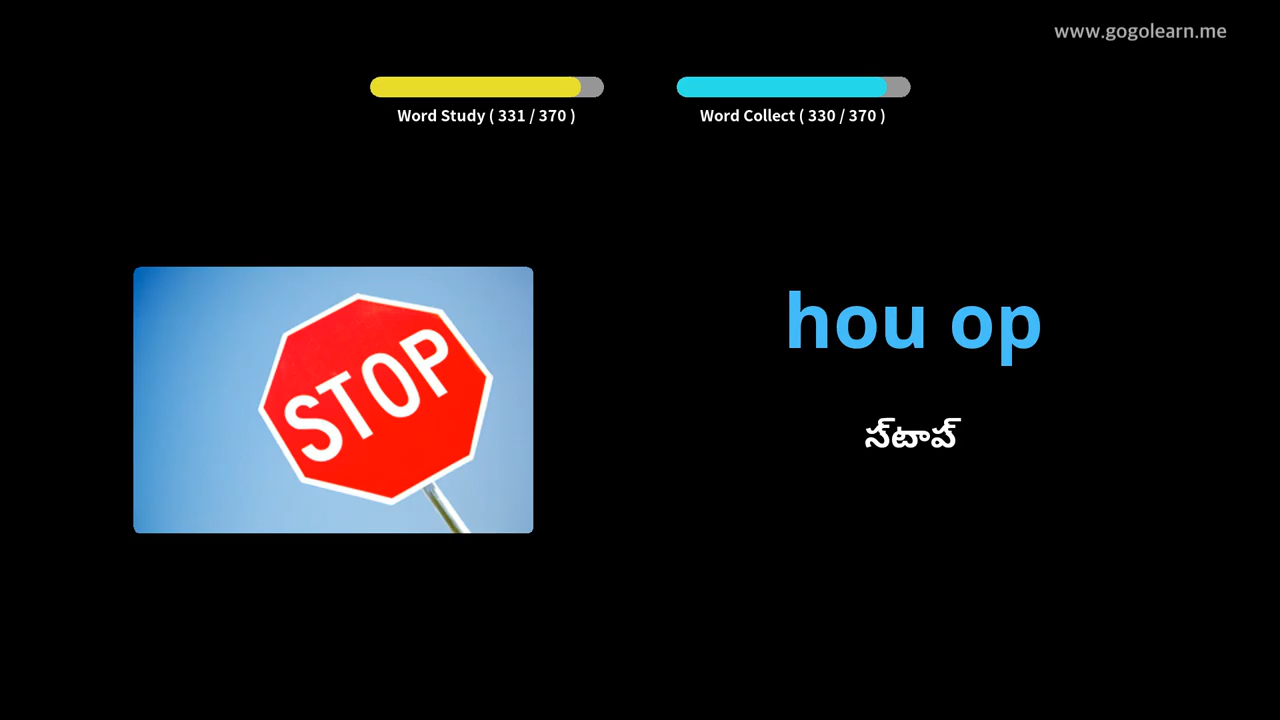 www.gogolearn.me
Word Study ( 331 / 370 )
Word Collect ( 330 / 370 )
STOP
hou op
స్‌టాప్